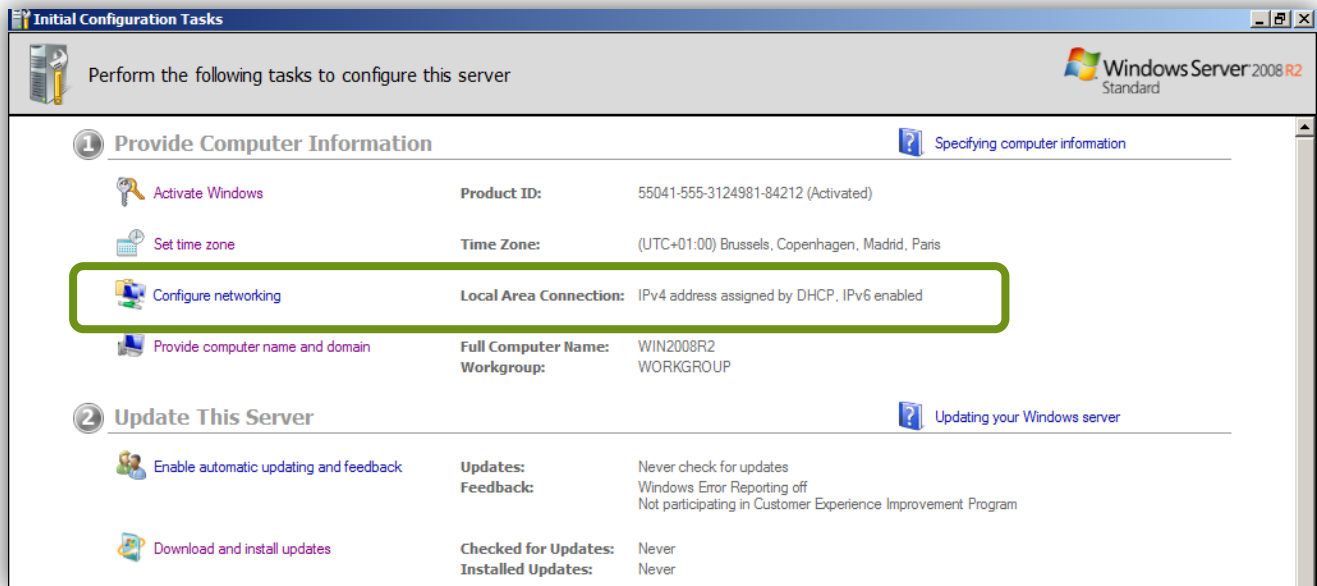 Initial Configuration Tasks
Perform the following tasks to configure this server
Windows Server 2008 R2
Standard
1 Provide Computer Information
Specifying computer information
Activate Windows Product ID: 55041-555-3124981-84212 (Activated)
Set time zone Time Zone: (UTC+01:00) Brussels, Copenhagen, Madrid, Paris
Configure networking Local Area Connection: IPv4 address assigned by DHCP, IPv6 enabled
Provide computer name and domain Full Computer Name: WIN2008R2
Workgroup: WORKGROUP
2 Update This Server
Updating your Windows server
Enable automatic updating and feedback Updates: Never check for updates
Feedback: Windows Error Reporting off
Not participating in Customer Experience Improvement Program
Download and install updates Checked for Updates: Never
Installed Updates: Never